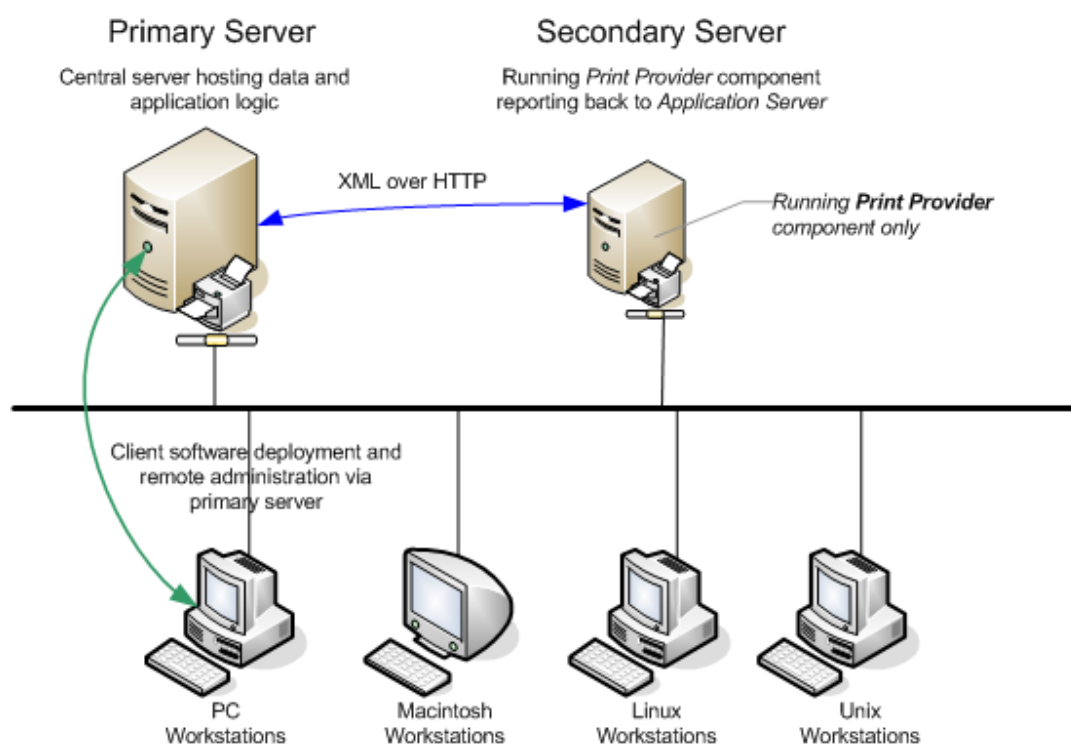 Primary Server
Central server hosting data and
application logic
Secondary Server
Running Print Provider component
reporting back to Application Server
XML over HTTP
Running Print Provider
component only
Client software deployment and
remote administration via
primary server
PC
Workstations
Macintosh
Workstations
Linux
Workstations
Unix
Workstations